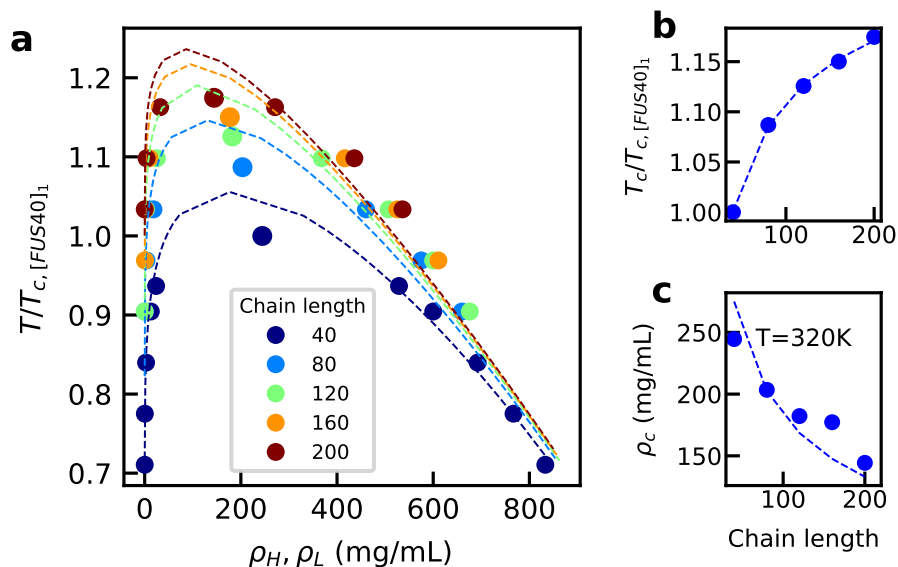 a
T/T_{c,[FUS40]_1}
1.2
1.1
1.0
0.9
0.8
0.7
0
200
400
600
800
ρ_H, ρ_L (mg/mL)
Chain length
40
80
120
160
200
b
T_c/T_{c,[FUS40]_1}
1.15
1.10
1.05
1.00
100
200
c
T=320K
ρ_c (mg/mL)
250
200
150
100
200
Chain length